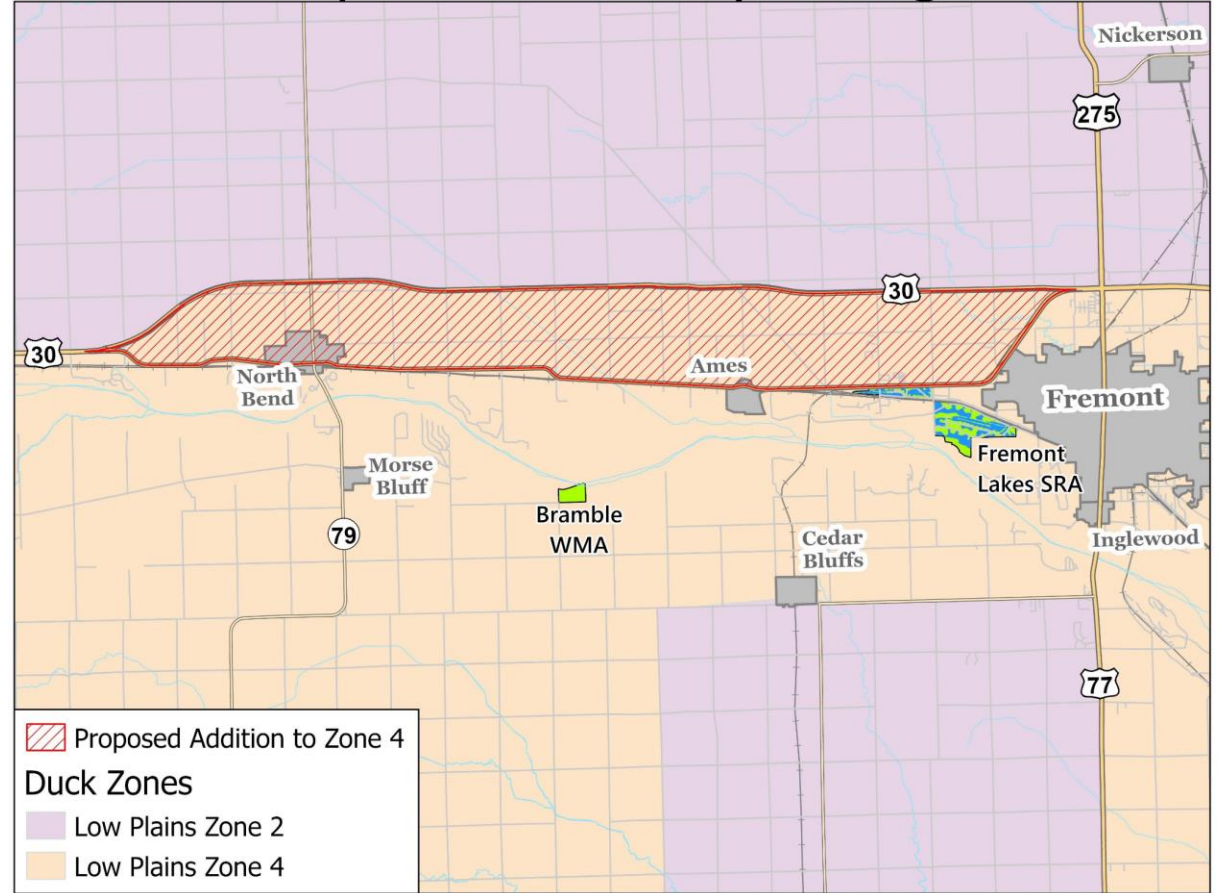 Nickerson
275
30
30
North
Bend
Ames
Fremont
Fremont
Lakes SRA
Morse
Bluff
Bramble
WMA
79
Cedar
Bluffs
Inglewood
77
Proposed Addition to Zone 4
Duck Zones
Low Plains Zone 2
Low Plains Zone 4